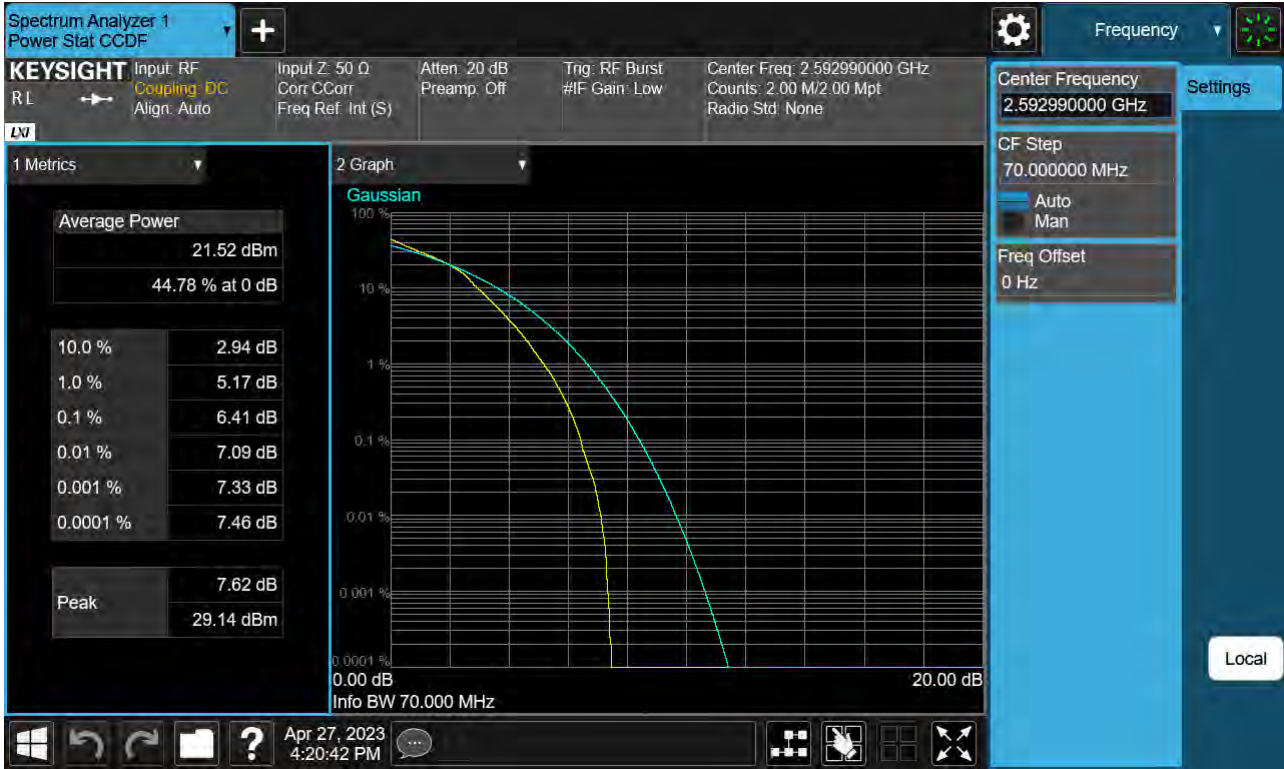 Spectrum Analyzer 1
Power Stat CCDF
+
Frequency
KEYSIGHT
R L
LXI
Input: RF
Coupling: DC
Align: Auto
Input Z: 50 Ω
Corr CCorr
Freq Ref: Int (S)
Atten: 20 dB
Preamp: Off
Trig: RF Burst
#IF Gain: Low
Center Freq: 2.592990000 GHz
Counts: 2.00 M/2.00 Mpt
Radio Std: None
Center Frequency
2.592990000 GHz
Settings
CF Step
70.000000 MHz
Auto
Man
Freq Offset
0 Hz
1 Metrics
Average Power
21.52 dBm
44.78 % at 0 dB
10.0 % 2.94 dB
1.0 % 5.17 dB
0.1 % 6.41 dB
0.01 % 7.09 dB
0.001 % 7.33 dB
0.0001 % 7.46 dB
Peak
7.62 dB
29.14 dBm
2 Graph
Gaussian
100 %
10 %
1 %
0.1 %
0.01 %
0.001 %
0.0001 %
0.00 dB 20.00 dB
Info BW 70.000 MHz
Local
?
Apr 27, 2023
4:20:42 PM